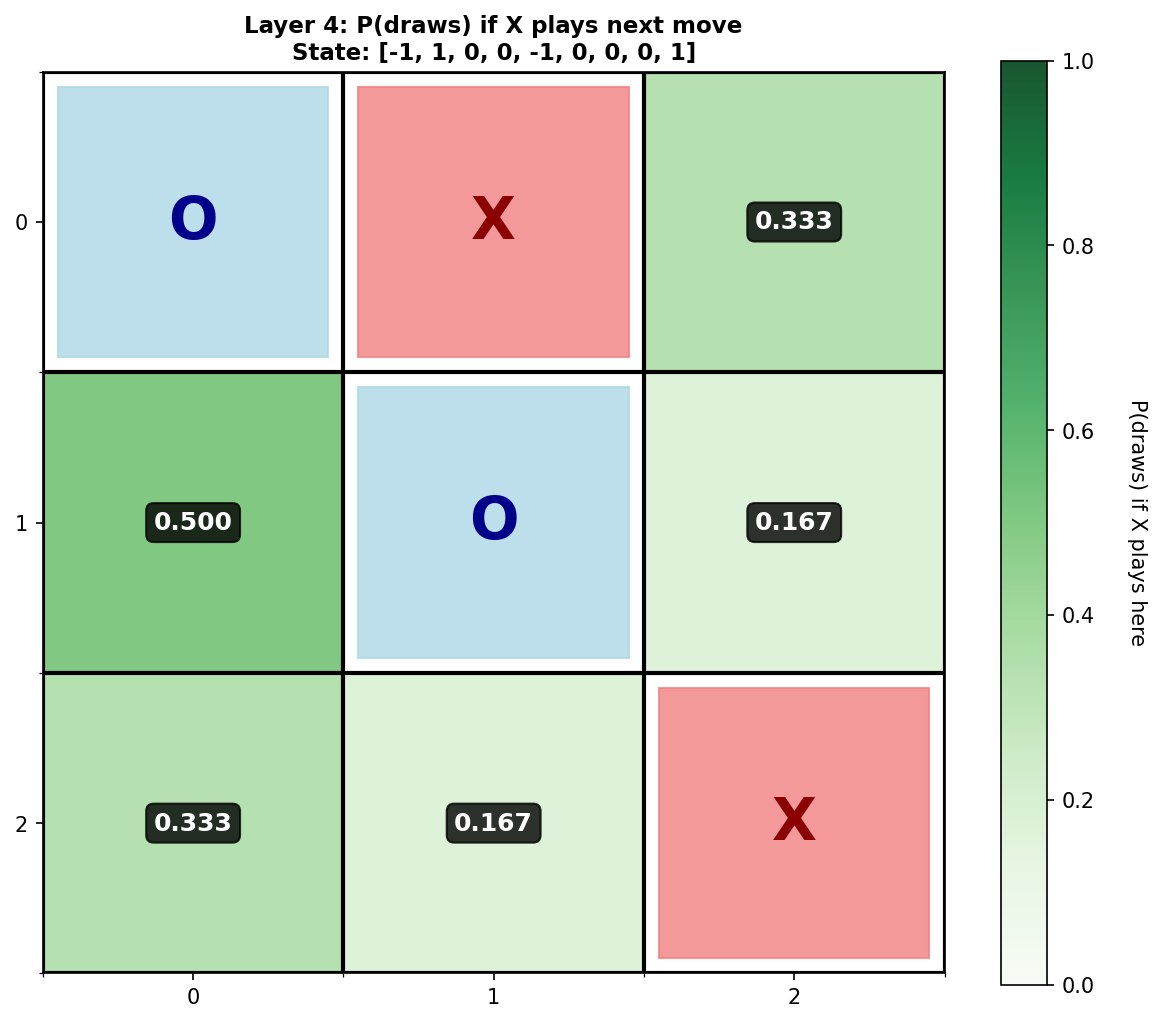 Layer 4: P(draws) if X plays next move
State: [-1, 1, 0, 0, -1, 0, 0, 0, 1]
0
O
X
0.333
1
0.500
O
0.167
2
0.333
0.167
X
0
1
2
1.0
0.8
0.6
0.4
0.2
0.0
P(draws) if X plays here